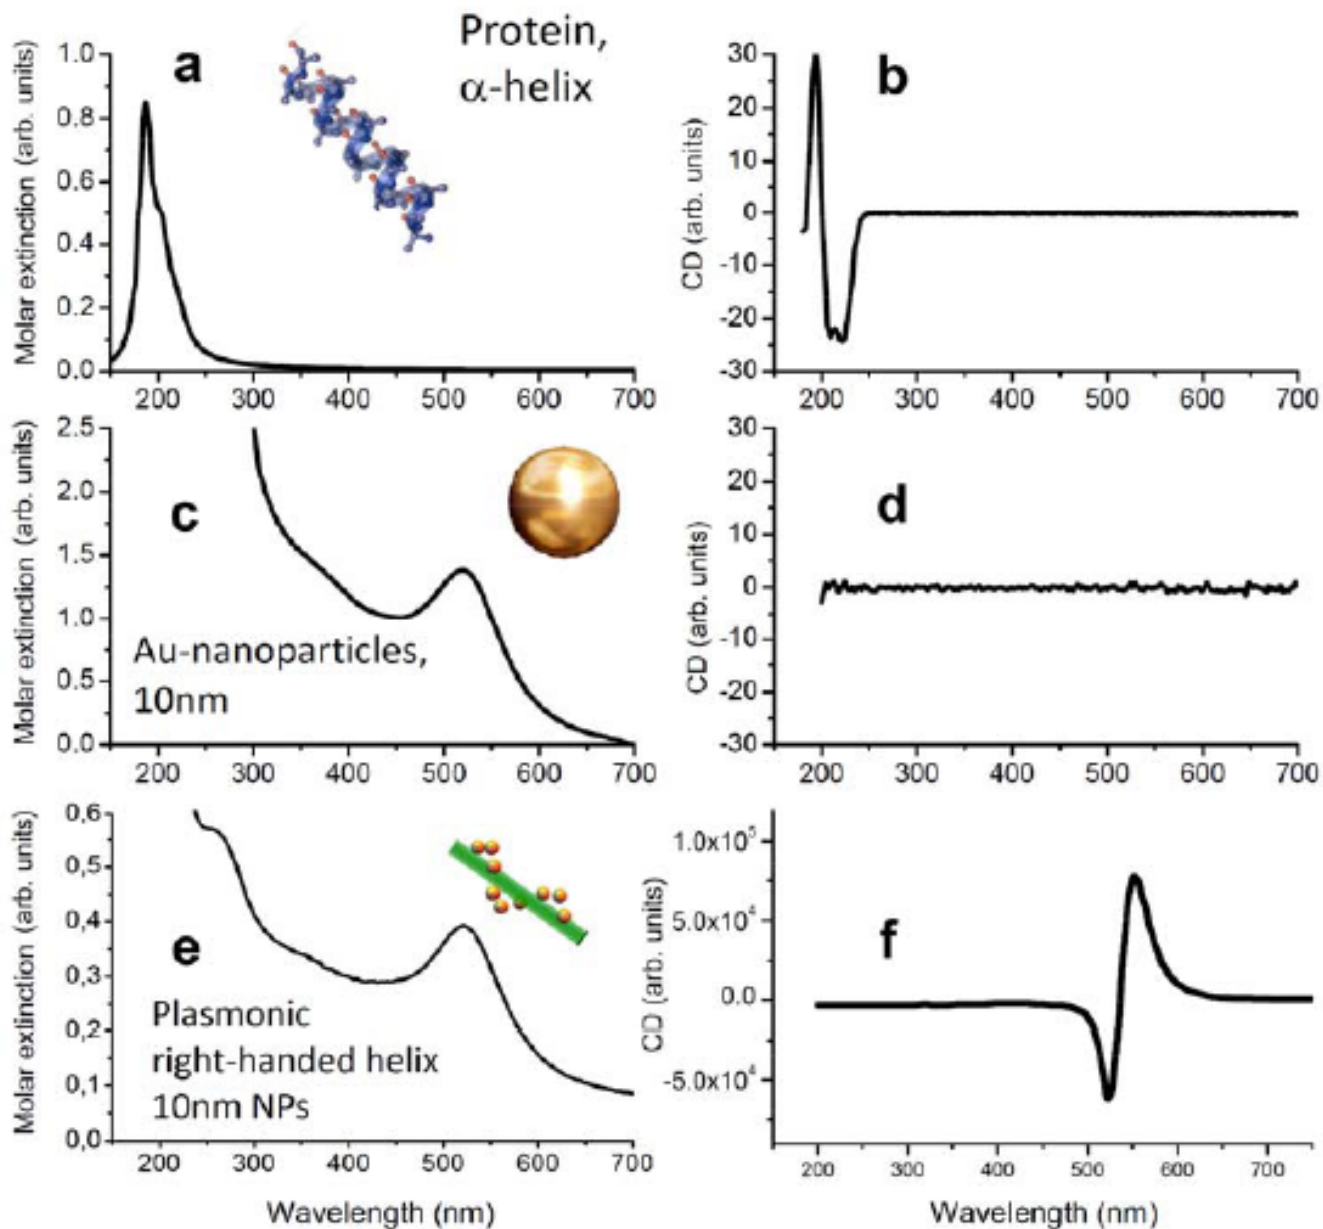 Molar extinction (arb. units)
1.0
0.8
0.6
0.4
0.2
0.0
a
Protein,
α-helix
200 300 400 500 600 700
CD (arb. units)
30
20
10
0
-10
-20
-30
b
200 300 400 500 600 700
Molar extinction (arb. units)
2.5
2.0
1.5
1.0
0.5
0.0
c
Au-nanoparticles,
10nm
200 300 400 500 600 700
CD (arb. units)
30
20
10
0
-10
-20
-30
d
200 300 400 500 600 700
Molar extinction (arb. units)
0,6
0,5
0,4
0,3
0,2
0,1
0,0
e
Plasmonic
right-handed helix
10nm NPs
200 300 400 500 600 700
Wavelength (nm)
CD (arb. units)
1.0x10⁵
5.0x10⁴
0.0
-5.0x10⁴
f
200 300 400 500 600 700
Wavelength (nm)